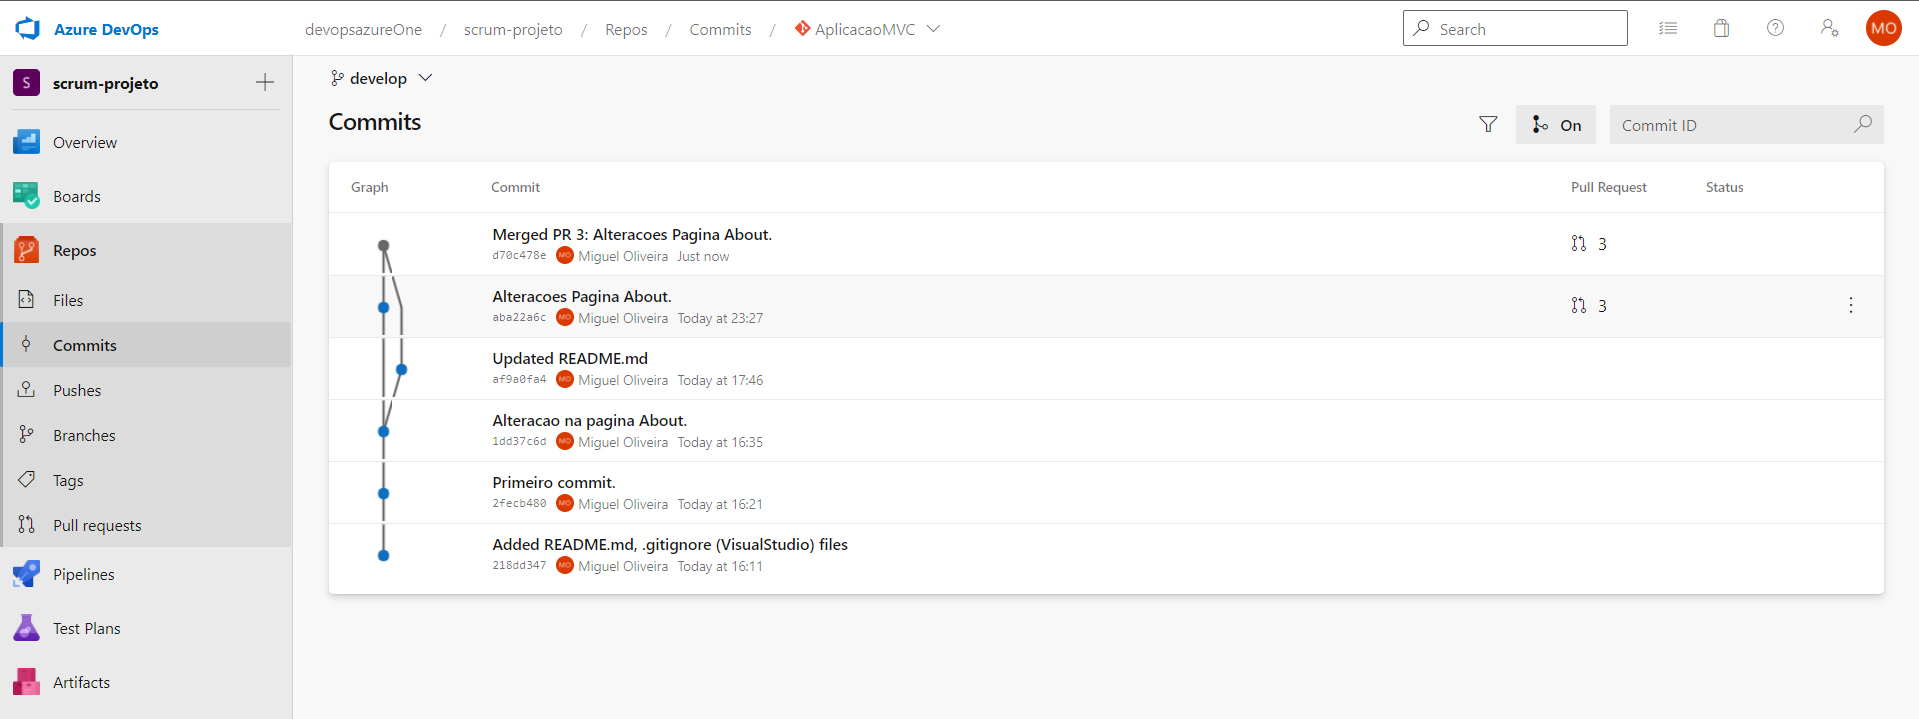 Azure DevOps
devopsazureOne / scrum-projeto / Repos / Commits / AplicacaoMVC
Search
MO
S scrum-projeto
Overview
Boards
Repos
Files
Commits
Pushes
Branches
Tags
Pull requests
Pipelines
Test Plans
Artifacts
develop
Commits
On
Commit ID
Graph Commit Pull Request Status
Merged PR 3: Alteracoes Pagina About.
d70c478e MO Miguel Oliveira Just now
3
Alteracoes Pagina About.
aba22a6c MO Miguel Oliveira Today at 23:27
3
Updated README.md
af9a0fa4 MO Miguel Oliveira Today at 17:46
Alteracao na pagina About.
1dd37c6d MO Miguel Oliveira Today at 16:35
Primeiro commit.
2fecb480 MO Miguel Oliveira Today at 16:21
Added README.md, .gitignore (VisualStudio) files
218dd347 MO Miguel Oliveira Today at 16:11